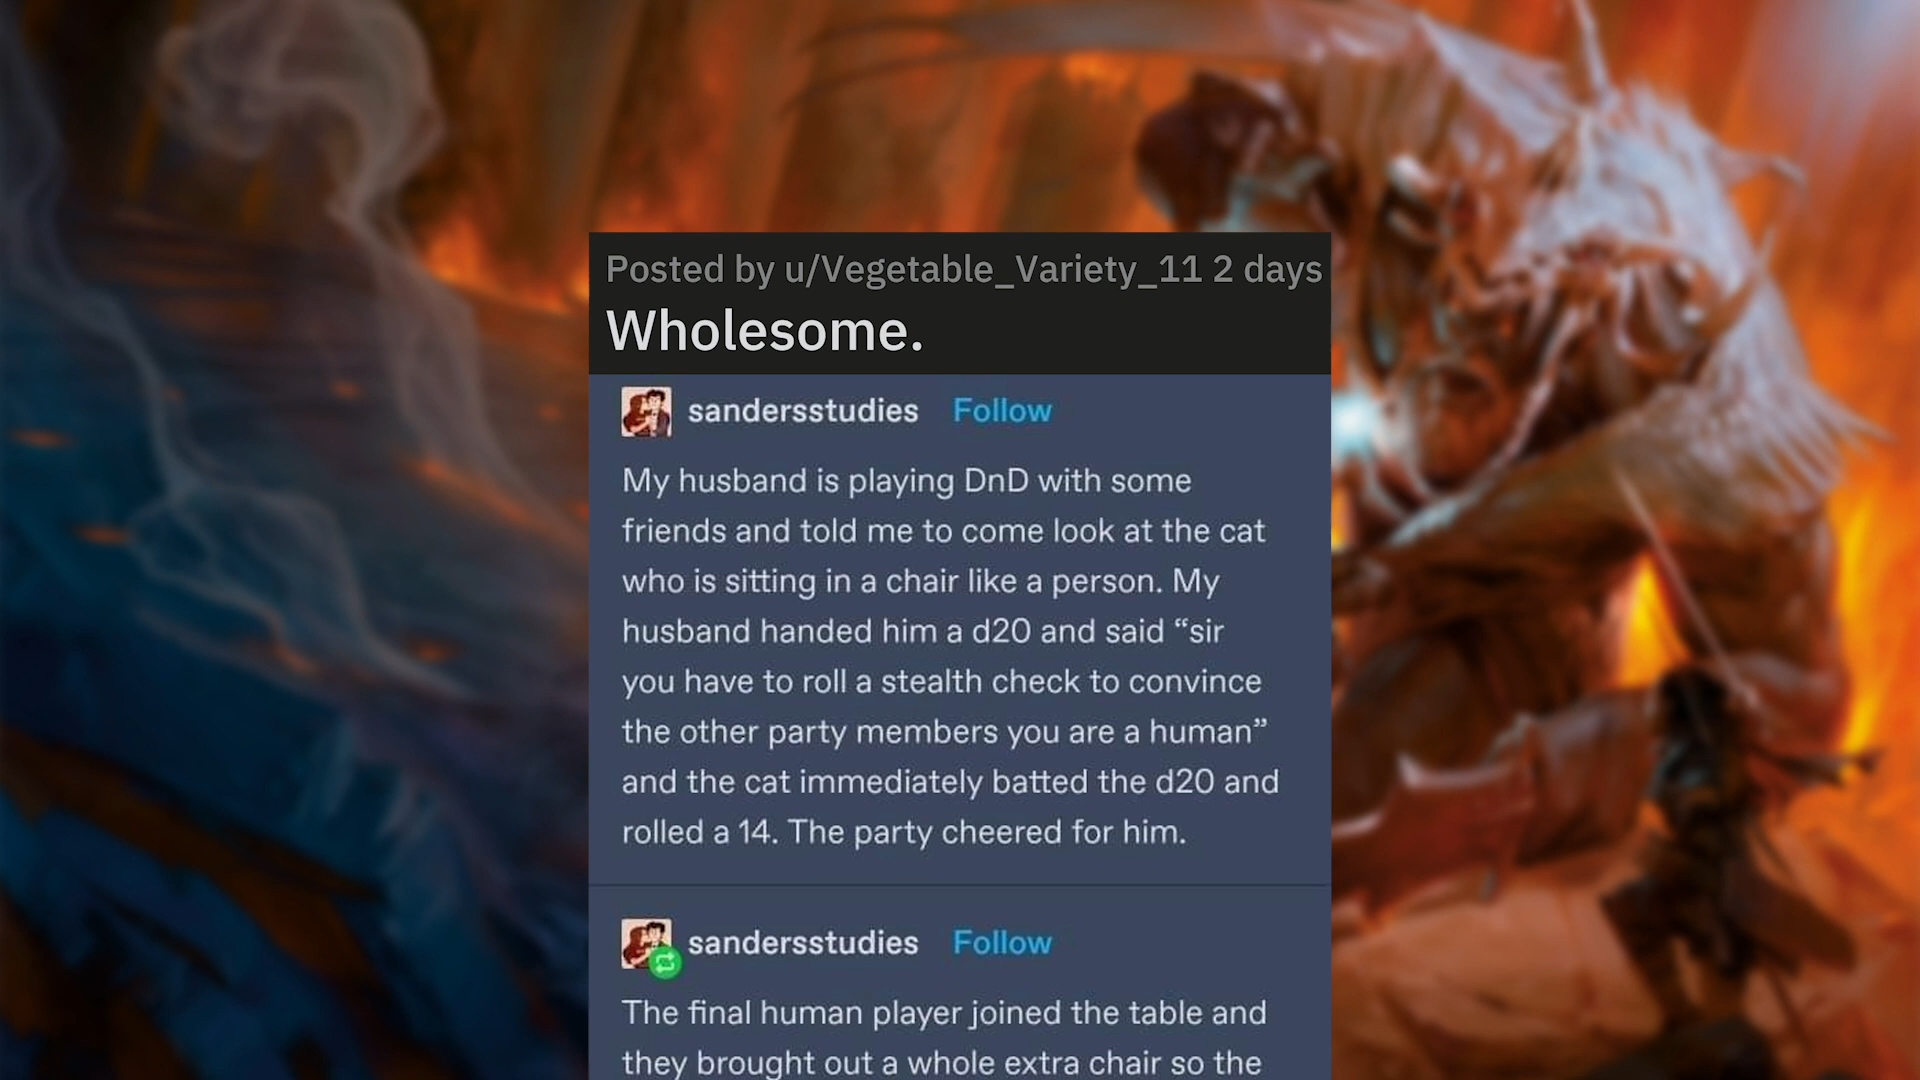 Posted by u/Vegetable_Variety_11 2 days
Wholesome.
sandersstudies Follow
My husband is playing DnD with some
friends and told me to come look at the cat
who is sitting in a chair like a person. My
husband handed him a d20 and said “sir
you have to roll a stealth check to convince
the other party members you are a human”
and the cat immediately batted the d20 and
rolled a 14. The party cheered for him.
sandersstudies Follow
The final human player joined the table and
they brought out a whole extra chair so the